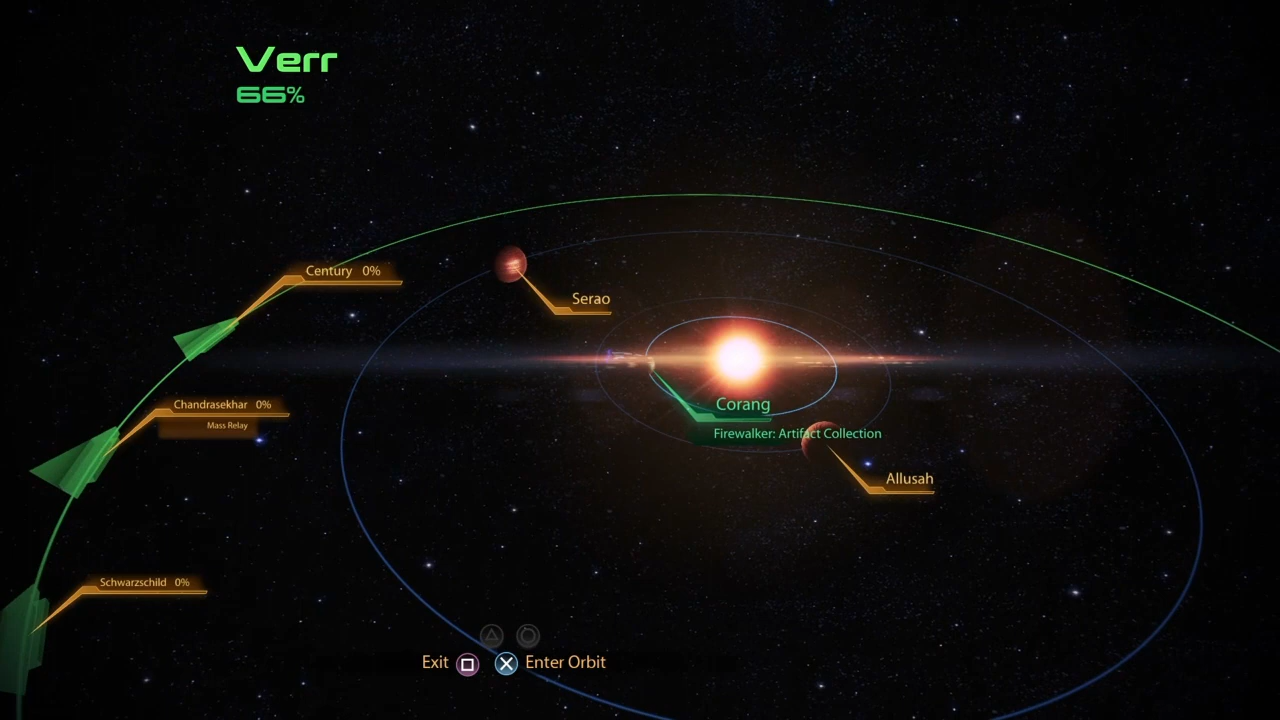 Verr
66%
Century 0%
Serao
Chandrasekhar 0%
Mass Relay
Corang
Firewalker: Artifact Collection
Allusah
Schwarzschild 0%
Exit
Enter Orbit